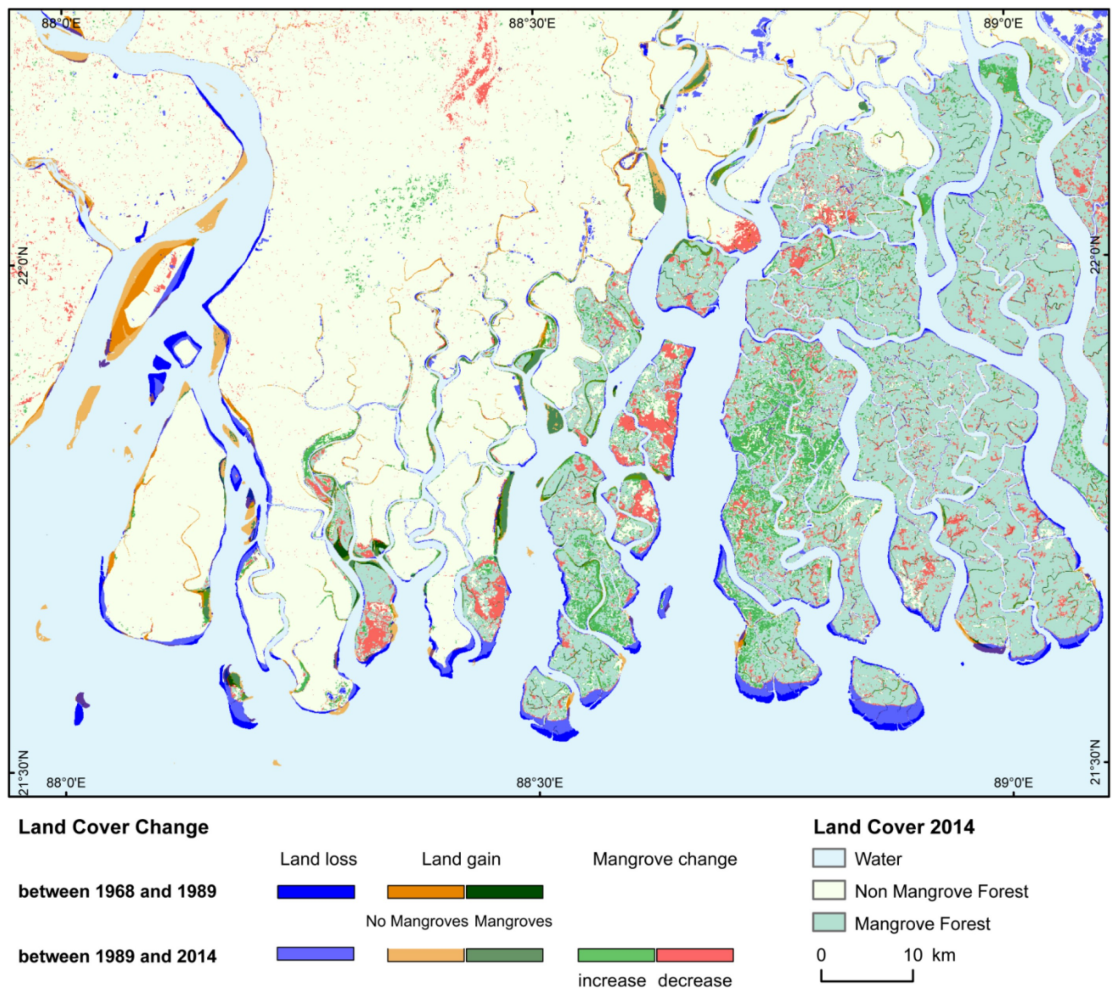 88°0'E 88°30'E 89°0'E
22°0'N 22°0'N
21°30'N 21°30'N
88°0'E 88°30'E 89°0'E
Land Cover Change Land Cover 2014
Land loss Land gain Mangrove change Water
between 1968 and 1989 Non Mangrove Forest
No Mangroves Mangroves Mangrove Forest
between 1989 and 2014 0 10 km
increase decrease